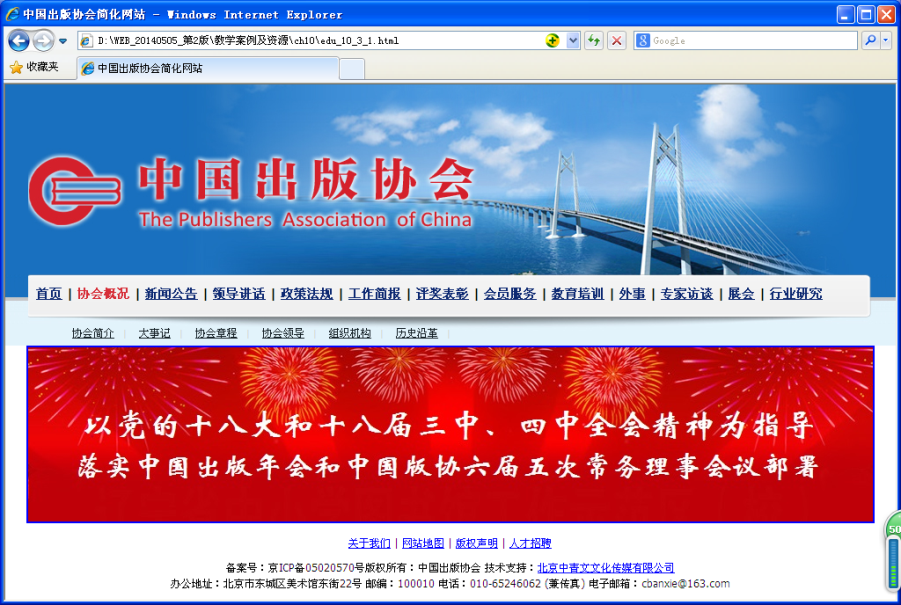 中国出版协会简化网站 - Windows Internet Explorer
D:\WEB_20140505_第2版\教学案例及资源\ch10\edu_10_3_1.html
Google
收藏夹
中国出版协会简化网站
中国出版协会
The Publishers Association of China
首页 | 协会概况 | 新闻公告 | 领导讲话 | 政策法规 | 工作简报 | 评奖表彰 | 会员服务 | 教育培训 | 外事 | 专家访谈 | 展会 | 行业研究
协会简介 | 大事记 | 协会章程 | 协会领导 | 组织机构 | 历史沿革 |
以党的十八大和十八届三中、四中全会精神为指导
落实中国出版年会和中国版协六届五次常务理事会议部署
50
关于我们 | 网站地图 | 版权声明 | 人才招聘
备案号：京ICP备05020570号版权所有：中国出版协会 技术支持：北京中青文文化传媒有限公司
办公地址：北京市东城区美术馆东街22号 邮编：100010 电话：010-65246062 (兼传真) 电子邮箱：cbanxie@163.com